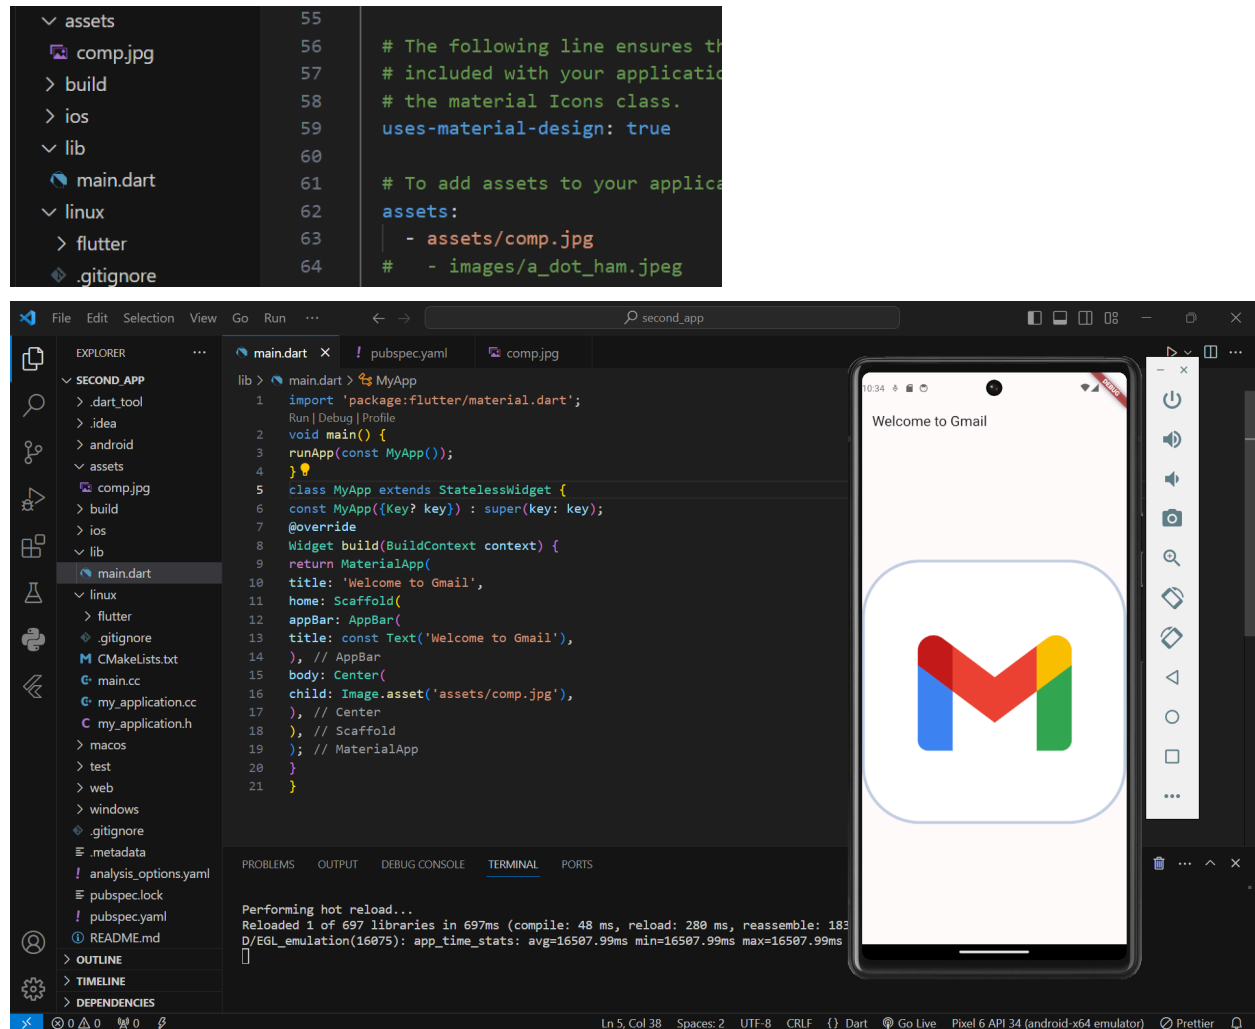 assets
comp.jpg
build
ios
lib
main.dart
linux
flutter
.gitignore
55
56 # The following line ensures th
57 # included with your applicatio
58 # the material Icons class.
59 uses-material-design: true
60
61 # To add assets to your applica
62 assets:
63 - assets/comp.jpg
64 # - images/a_dot_ham.jpeg
File Edit Selection View Go Run ... second_app
EXPLORER ...
SECOND_APP
.dart_tool
.idea
android
assets
comp.jpg
build
ios
lib
main.dart
linux
flutter
.gitignore
CMakeLists.txt
main.cc
my_application.cc
my_application.h
macos
test
web
windows
.gitignore
.metadata
analysis_options.yaml
pubspec.lock
pubspec.yaml
README.md
OUTLINE
TIMELINE
DEPENDENCIES
main.dart pubspec.yaml comp.jpg
lib > main.dart > MyApp
1 import 'package:flutter/material.dart';
Run | Debug | Profile
2 void main() {
3 runApp(const MyApp());
4 }
5 class MyApp extends StatelessWidget {
6 const MyApp({Key? key}) : super(key: key);
7 @override
8 Widget build(BuildContext context) {
9 return MaterialApp(
10 title: 'Welcome to Gmail',
11 home: Scaffold(
12 appBar: AppBar(
13 title: const Text('Welcome to Gmail'),
14 ), // AppBar
15 body: Center(
16 child: Image.asset('assets/comp.jpg'),
17 ), // Center
18 ), // Scaffold
19 ); // MaterialApp
20 }
21 }
PROBLEMS OUTPUT DEBUG CONSOLE TERMINAL PORTS
Performing hot reload...
Reloaded 1 of 697 libraries in 697ms (compile: 48 ms, reload: 280 ms, reassemble: 183
D/EGL_emulation(16075): app_time_stats: avg=16507.99ms min=16507.99ms max=16507.99ms
10:34
DEBUG
Welcome to Gmail
0 0 0 Ln 5, Col 38 Spaces: 2 UTF-8 CRLF {} Dart Go Live Pixel 6 API 34 (android-x64 emulator) Prettier